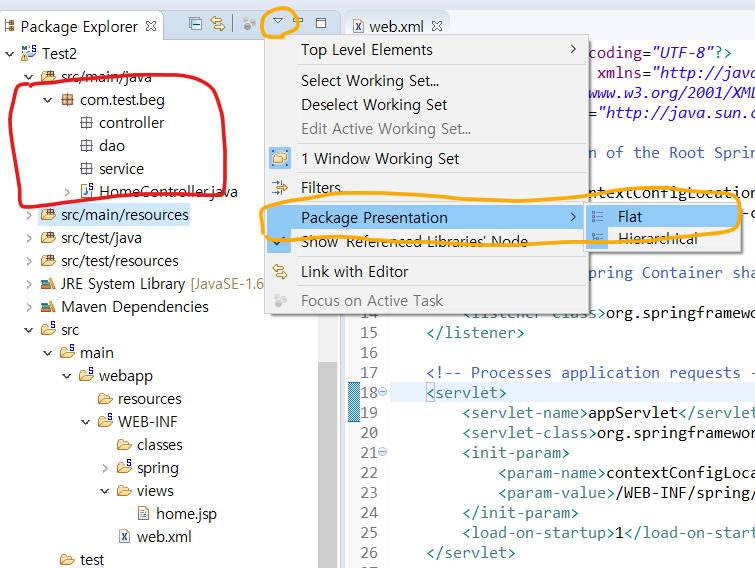 Package Explorer
Test2
src/main/java
com.test.beg
controller
dao
service
HomeController.java
src/main/resources
src/test/java
src/test/resources
JRE System Library [JavaSE-1.6
Maven Dependencies
src
main
webapp
resources
WEB-INF
classes
spring
views
home.jsp
web.xml
test
Top Level Elements
Select Working Set...
Deselect Working Set
Edit Active Working Set...
1 Window Working Set
Filters...
Package Presentation
Show 'Referenced Libraries' Node
Link with Editor
Focus on Active Task
Flat
Hierarchical
web.xml
coding="UTF-8"?>
xmlns="http://java
www.w3.org/2001/XML
="http://java.sun.c
n of the Root Sprin
ntextConfigLocation
-c
pring Container sha
14 <listener-class>org.springframew
15 </listener>
16
17 <!-- Processes application requests -
18 <servlet>
19 <servlet-name>appServlet</servlet
20 <servlet-class>org.springframewor
21 <init-param>
22 <param-name>contextConfigLoca
23 <param-value>/WEB-INF/spring/
24 </init-param>
25 <load-on-startup>1</load-on-start
26 </servlet>